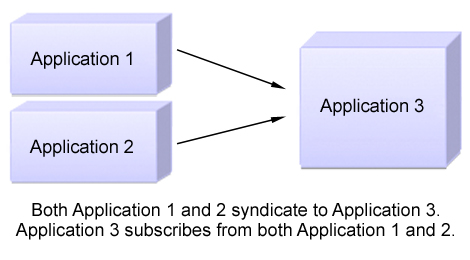 Application 1
Application 2
Application 3
Both Application 1 and 2 syndicate to Application 3.
Application 3 subscribes from both Application 1 and 2.